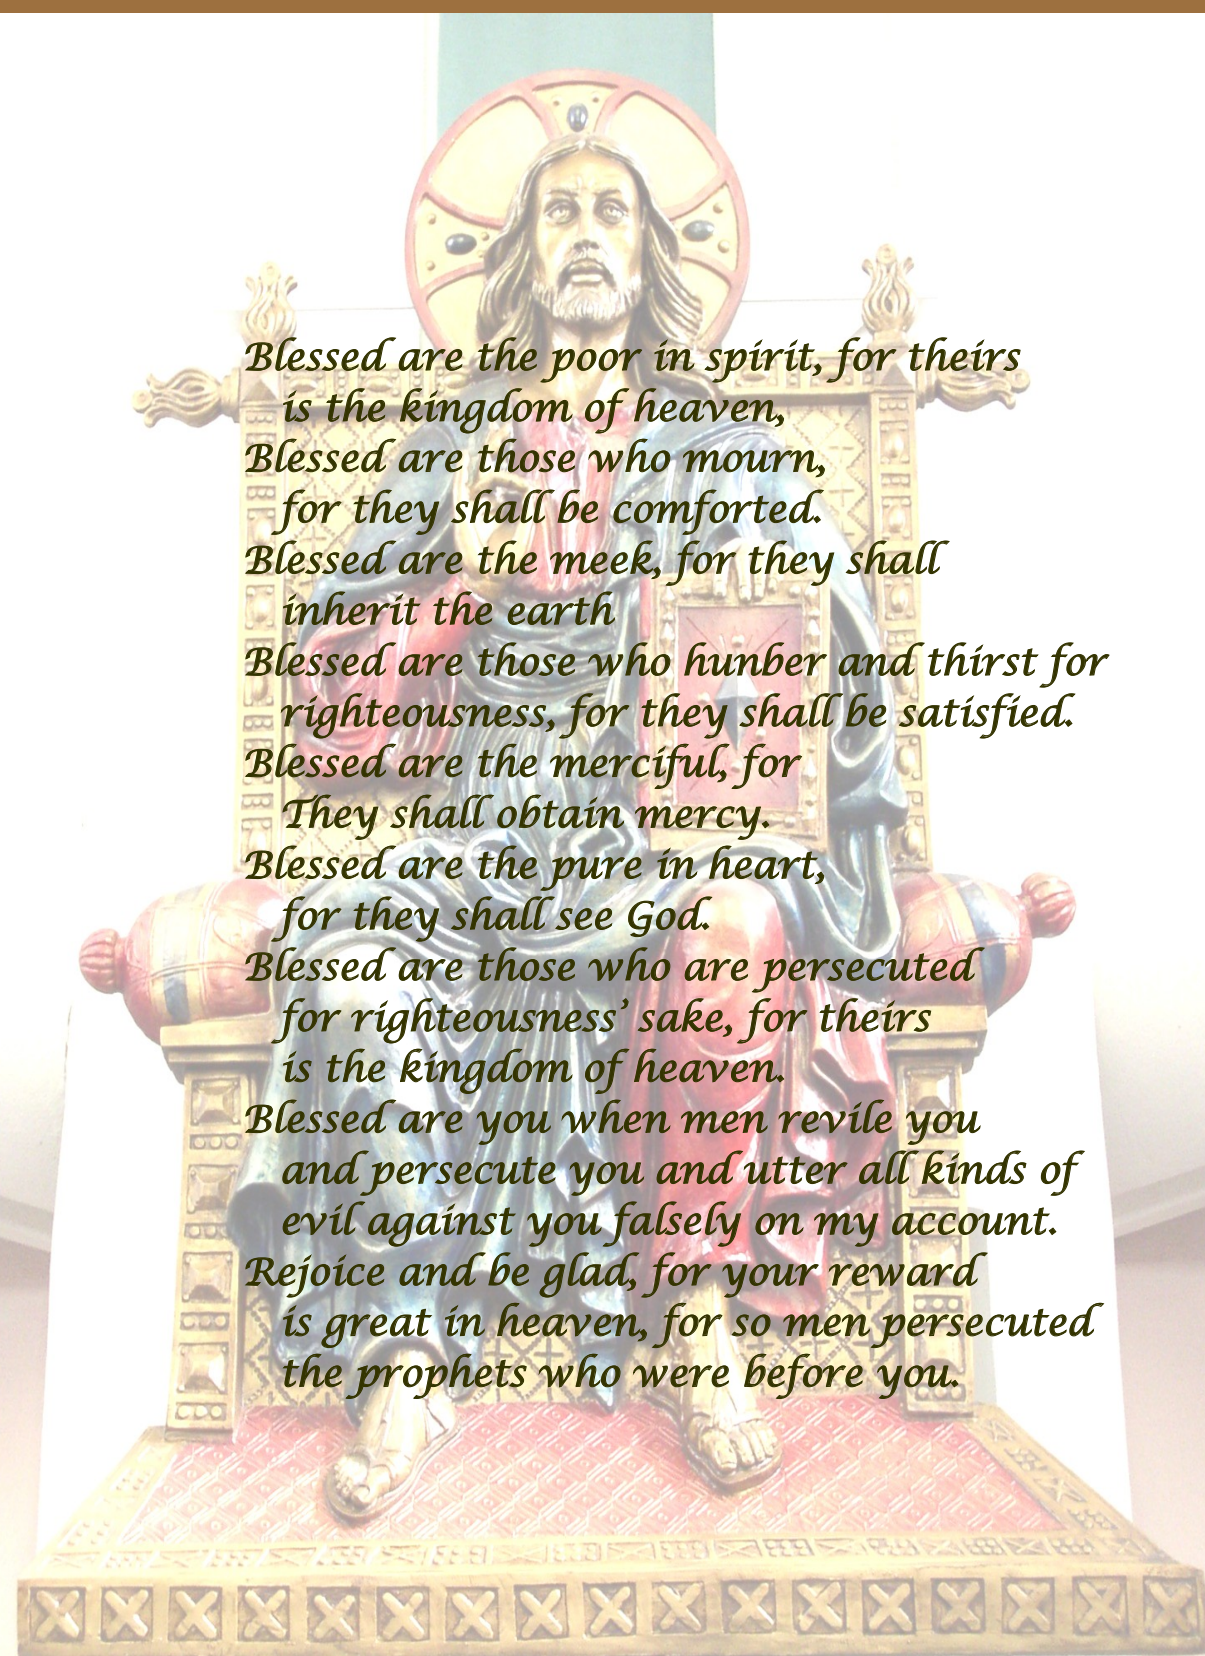 Blessed are the poor in spirit, for theirs
is the kingdom of heaven,
Blessed are those who mourn,
for they shall be comforted.
Blessed are the meek, for they shall
inherit the earth
Blessed are those who hunber and thirst for
righteousness, for they shall be satisfied.
Blessed are the merciful, for
They shall obtain mercy.
Blessed are the pure in heart,
for they shall see God.
Blessed are those who are persecuted
for righteousness’ sake, for theirs
is the kingdom of heaven.
Blessed are you when men revile you
and persecute you and utter all kinds of
evil against you falsely on my account.
Rejoice and be glad, for your reward
is great in heaven, for so men persecuted
the prophets who were before you.